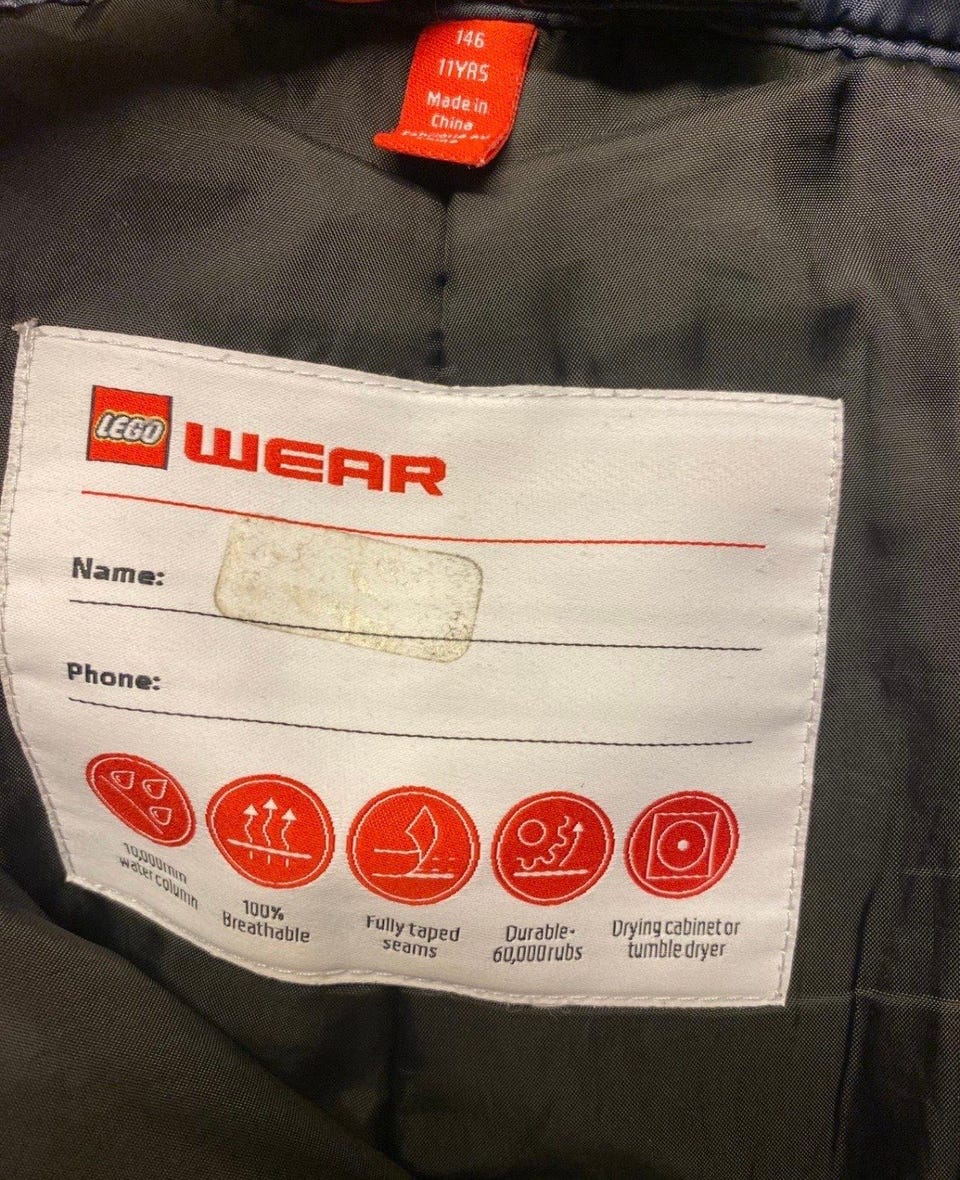 146
11YRS
Made in
China
LEGO WEAR
Name:
Phone:
10,000mm
water column
100%
Breathable
Fully taped
seams
Durable-
60,000rubs
Drying cabinet or
tumble dryer